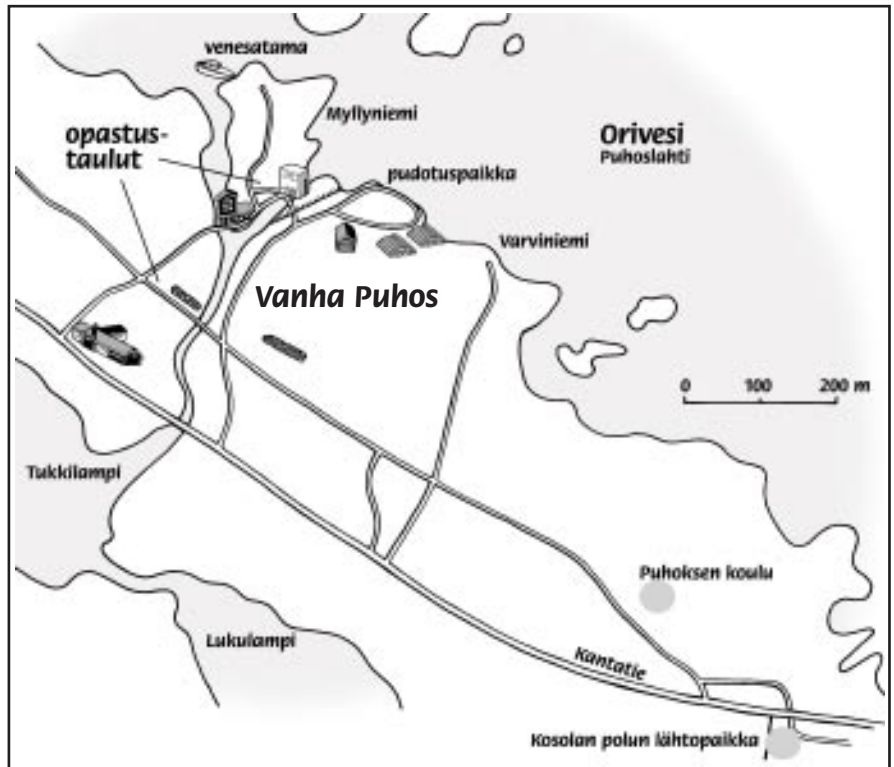 venesatama
Myllyniemi
opastus-
taulut
Orivesi
Puhoslahti
pudotuspaikka
Varviniemi
Vanha Puhos
0 100 200 m
Tukkilampi
Puhoksen koulu
Lukulampi
Kantatie
Kosolan polun lähtopaikka